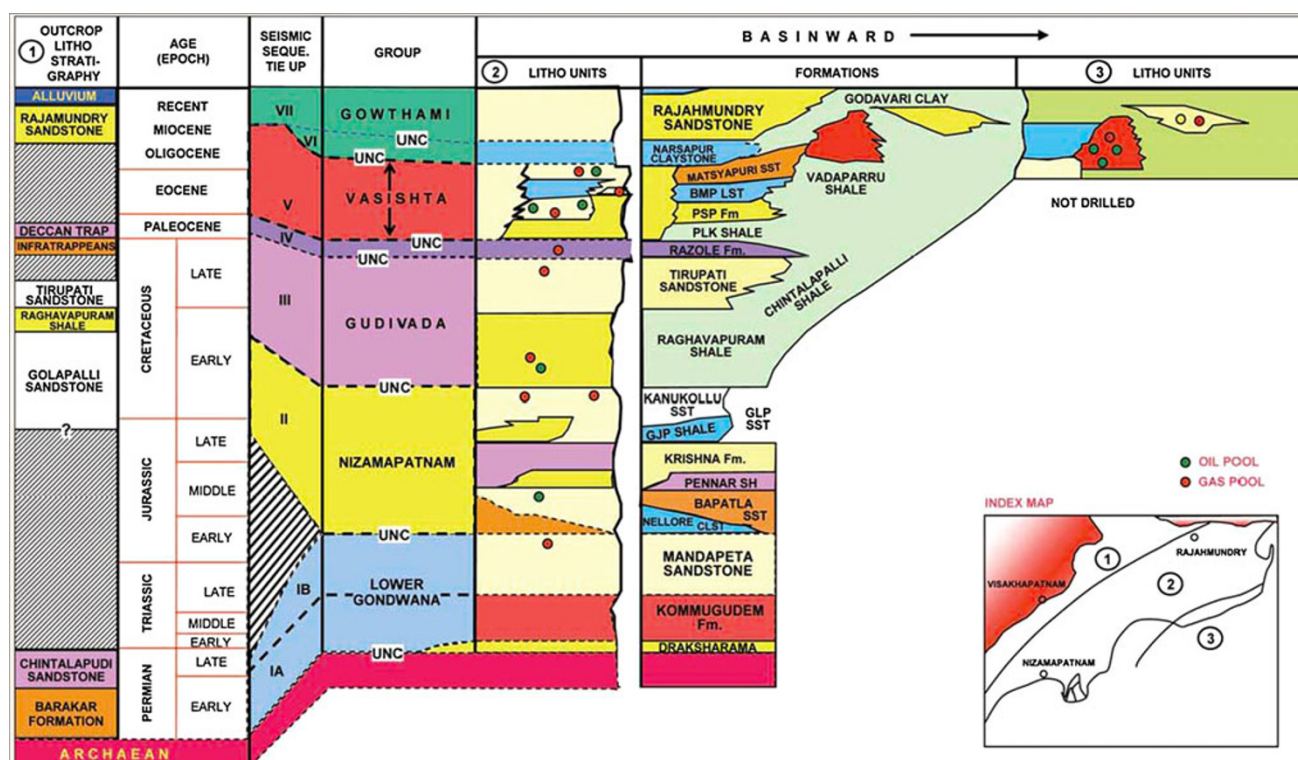 1
OUTCROP
LITHO
STRATI-
GRAPHY
AGE
(EPOCH)
SEISMIC
SEQUE.
TIE UP
GROUP
BASINWARD
2 LITHO UNITS
FORMATIONS
3 LITHO UNITS
ALLUVIUM
RAJAMUNDRY
SANDSTONE
DECCAN TRAP
INFRATRAPPEANS
TIRUPATI
SANDSTONE
RAGHAVAPURAM
SHALE
GOLAPALLI
SANDSTONE
?
CHINTALAPUDI
SANDSTONE
BARAKAR
FORMATION
ARCHAEAN
RECENT
MIOCENE
OLIGOCENE
EOCENE
PALEOCENE
CRETACEOUS
LATE
EARLY
JURASSIC
LATE
MIDDLE
EARLY
TRIASSIC
LATE
MIDDLE
EARLY
PERMIAN
LATE
EARLY
VII
VI
V
IV
III
II
IB
IA
GOWTHAMI
UNC
UNC
VASISHTA
UNC
UNC
GUDIVADA
UNC
NIZAMAPATNAM
UNC
LOWER
GONDWANA
UNC
RAJAHMUNDRY
SANDSTONE
GODAVARI CLAY
NARSAPUR
CLAYSTONE
MATSYAPURI SST
VADAPARRU
SHALE
BMP LST
PSP Fm
PLK SHALE
RAZOLE Fm.
TIRUPATI
SANDSTONE
CHINTALAPALLI
SHALE
RAGHAVAPURAM
SHALE
KANUKOLLU
SST
GLP
SST
GJP SHALE
KRISHNA Fm.
PENNAR SH
BAPATLA
SST
NELLORE CLST
MANDAPETA
SANDSTONE
KOMMUGUDEM
Fm.
DRAKSHARAMA
NOT DRILLED
OIL POOL
GAS POOL
INDEX MAP
1
RAJAHMUNDRY
2
VISAKHAPATNAM
3
NIZAMAPATNAM